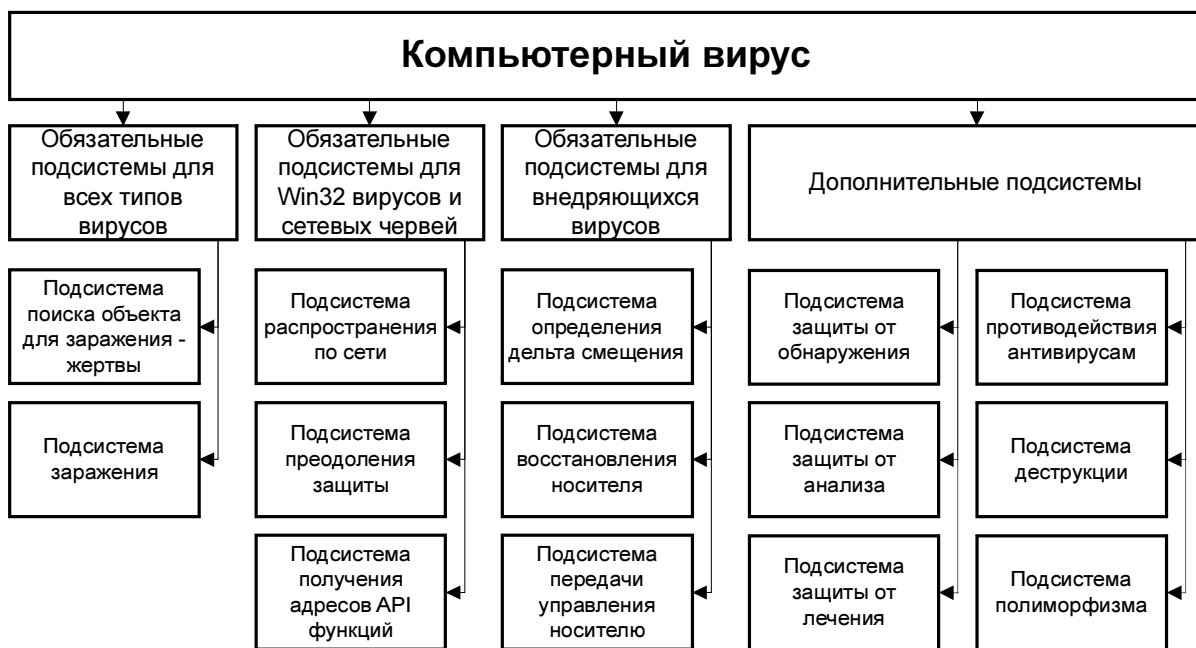 Компьютерный вирус
Обязательные
подсистемы для
всех типов
вирусов
Обязательные
подсистемы для
Win32 вирусов и
сетевых червей
Обязательные
подсистемы для
внедряющихся
вирусов
Дополнительные подсистемы
Подсистема
поиска объекта
для заражения -
жертвы
Подсистема
распространения
по сети
Подсистема
определения
дельта смещения
Подсистема
защиты от
обнаружения
Подсистема
противодействия
антивирусам
Подсистема
заражения
Подсистема
преодоления
защиты
Подсистема
восстановления
носителя
Подсистема
защиты от
анализа
Подсистема
деструкции
Подсистема
получения
адресов API
функций
Подсистема
передачи
управления
носителю
Подсистема
защиты от
лечения
Подсистема
полиморфизма